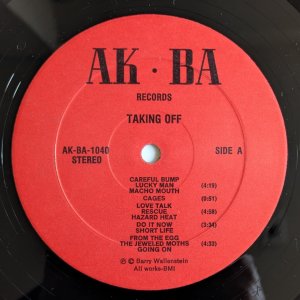 AK·BA
RECORDS
TAKING OFF
AK-BA-1040
STEREO
SIDE A
CAREFUL BUMP
LUCKY MAN
MACHO MOUTH (4:19)
CAGES (0:51)
LOVE TALK
RESCUE (4:58)
HAZARD HEAT
DO IT NOW (3:34)
SHORT LIFE
FROM THE EGG
THE JEWELED MOTHS
GOING ON (4:33)
℗ © Barry Wallenstein
All works-BMI